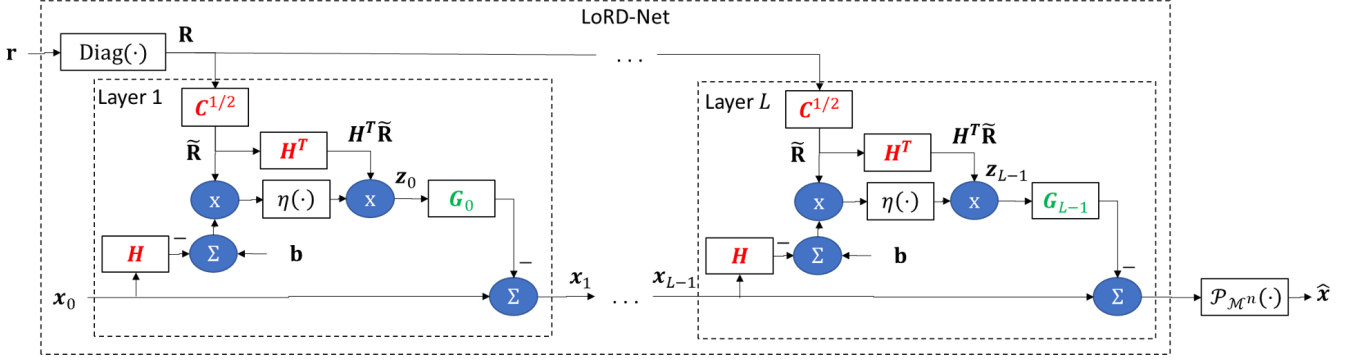 LoRD-Net
r
Diag(·)
R
. . .
Layer 1
C^{1/2}
R̃
H^T
H^T R̃
x
η(·)
x
z_0
G_0
H
−
Σ
b
−
x_0
Σ
x_1
. . .
Layer L
C^{1/2}
R̃
H^T
H^T R̃
x
η(·)
x
z_{L−1}
G_{L−1}
H
−
Σ
b
−
x_{L−1}
Σ
𝒫_{ℳ^n}(·)
x̂